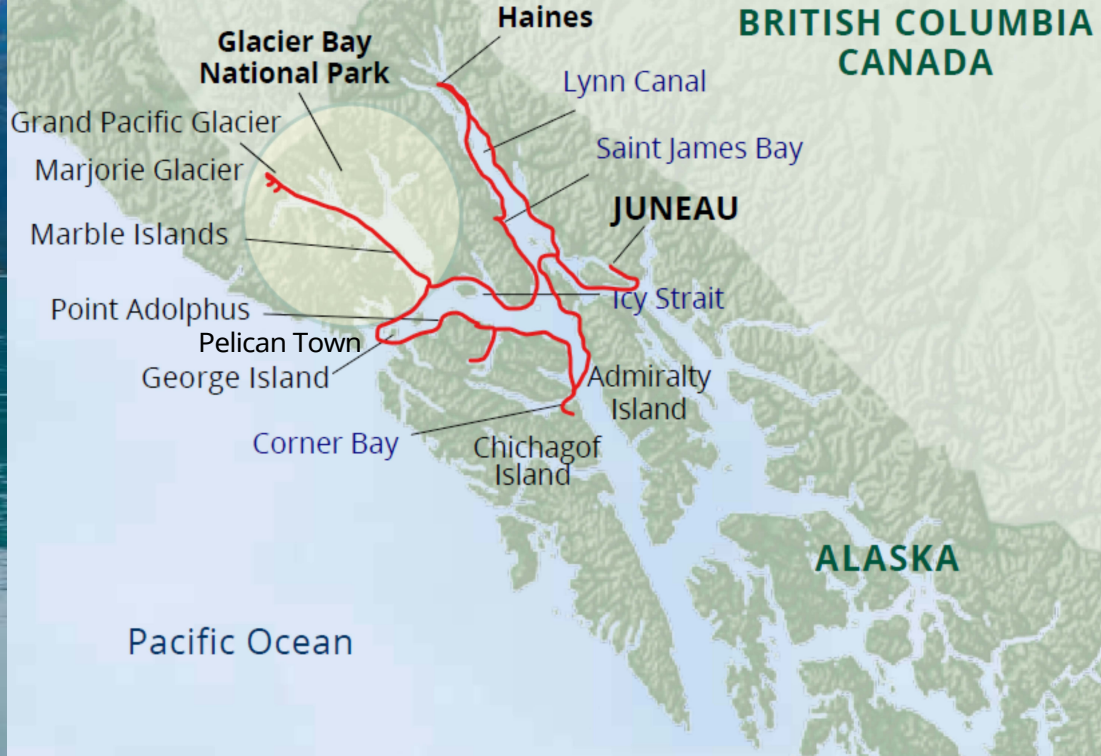 Haines
BRITISH COLUMBIA
CANADA
Glacier Bay
National Park
Lynn Canal
Grand Pacific Glacier
Saint James Bay
Marjorie Glacier
JUNEAU
Marble Islands
Icy Strait
Point Adolphus
Pelican Town
George Island
Admiralty
Island
Corner Bay
Chichagof
Island
ALASKA
Pacific Ocean